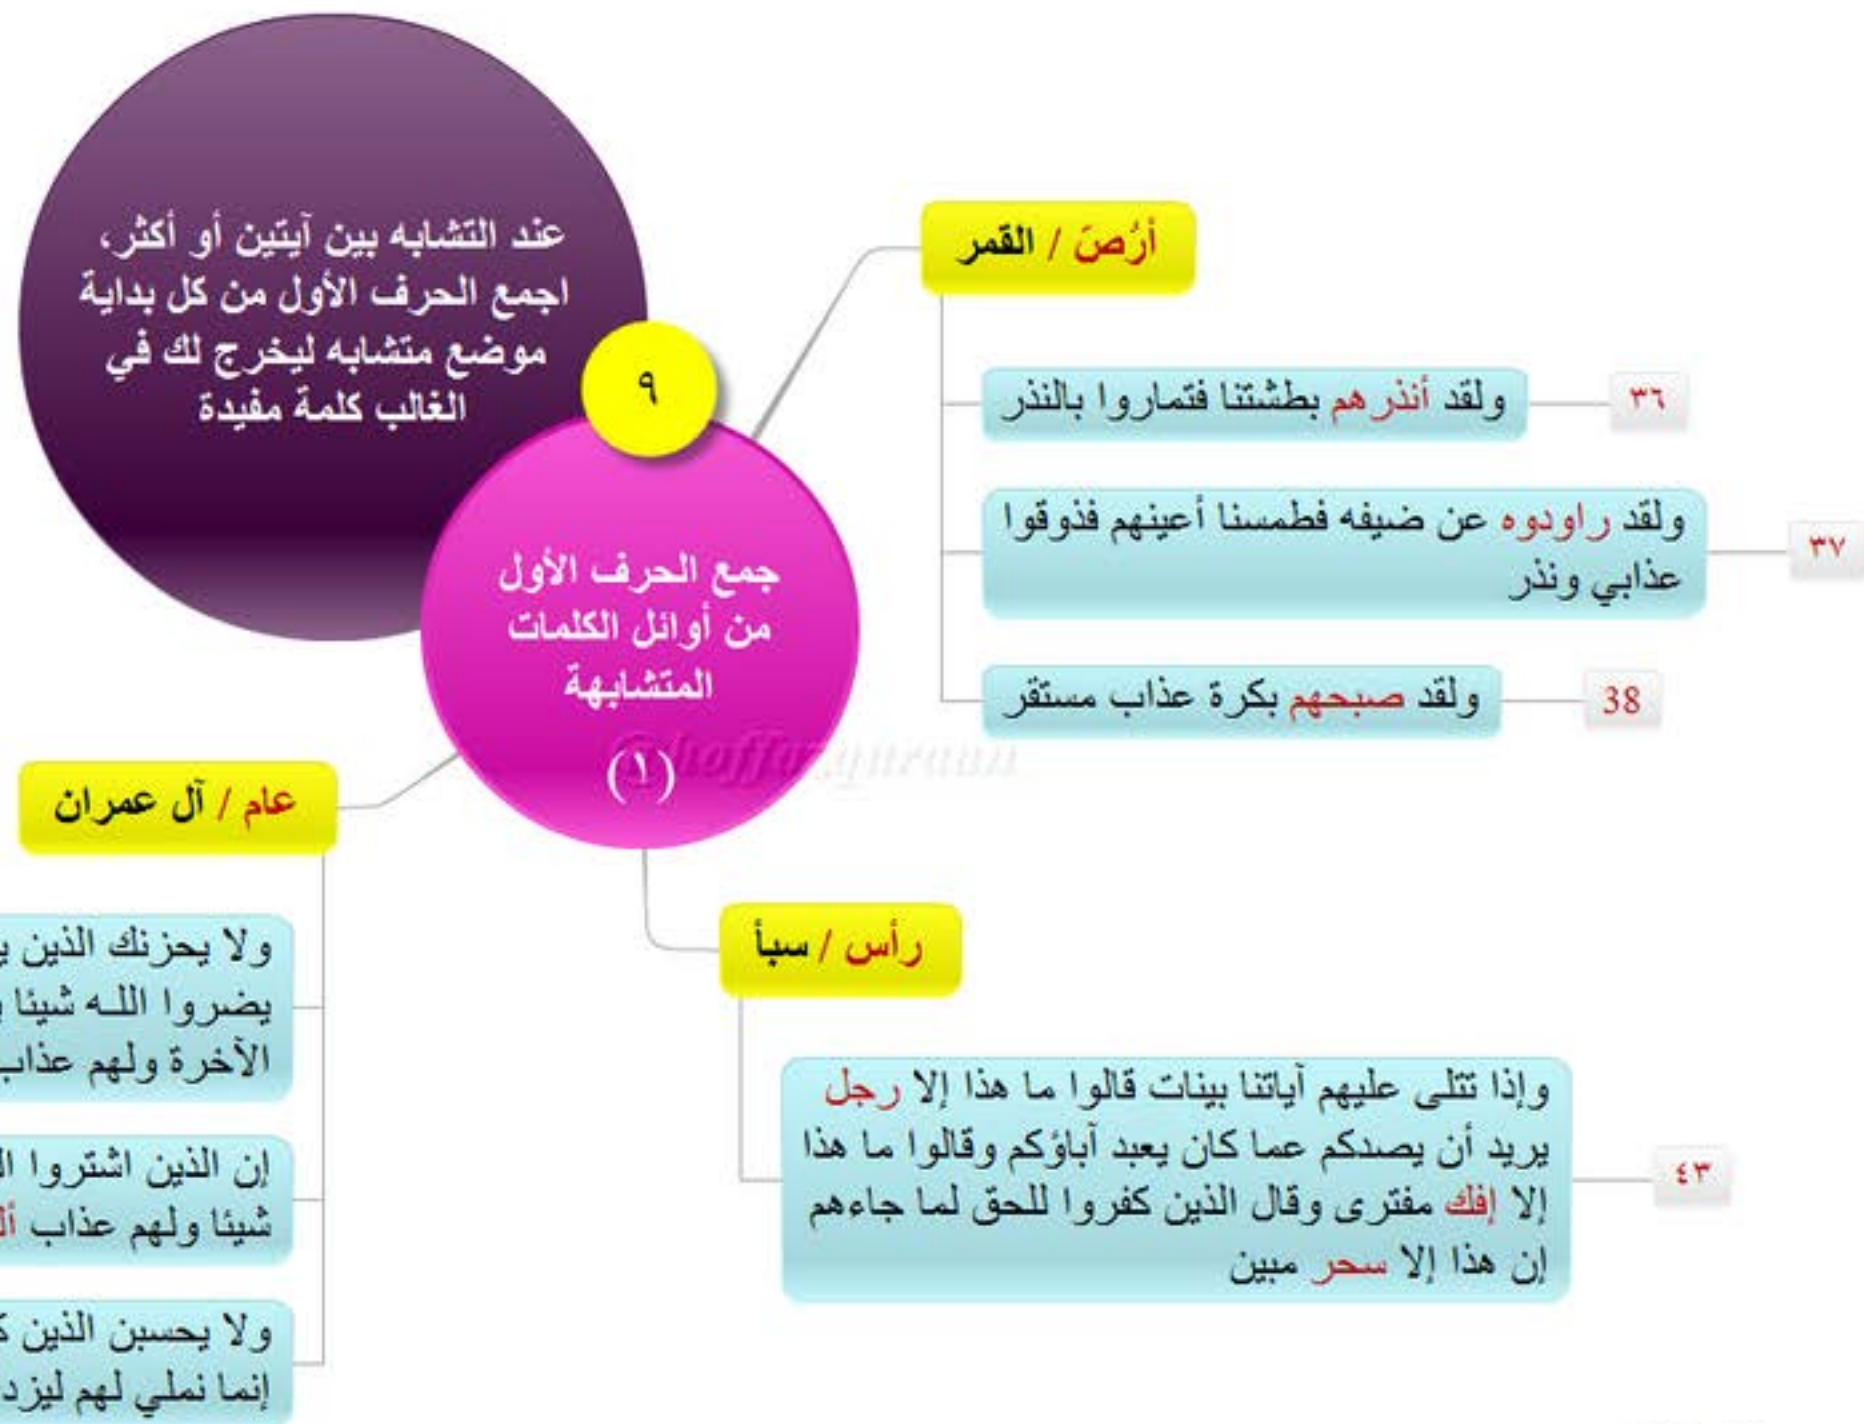 عند التشابه بين آيتين أو أكثر،
اجمع الحرف الأول من كل بداية
موضع متشابه ليخرج لك في
الغالب كلمة مفيدة
٩
جمع الحرف الأول
من أوائل الكلمات
المتشابهة
(١)
أرُصَ / القمر
ولقد أنذرهم بطشتنا فتماروا بالنذر
٣٦
ولقد راودوه عن ضيفه فطمسنا أعينهم فذوقوا
عذابي ونذر
٣٧
ولقد صبحهم بكرة عذاب مستقر
38
رأس / سبأ
وإذا تتلى عليهم آياتنا بينات قالوا ما هذا إلا رجل
يريد أن يصدكم عما كان يعبد آباؤكم وقالوا ما هذا
إلا إفك مفترى وقال الذين كفروا للحق لما جاءهم
إن هذا إلا سحر مبين
٤٣
عام / آل عمران
ولا يحزنك الذين
يضروا اللـه شيئا
الآخرة ولهم عذاب
إن الذين اشتروا
شيئا ولهم عذاب
ولا يحسبن الذين
إنما نملي لهم